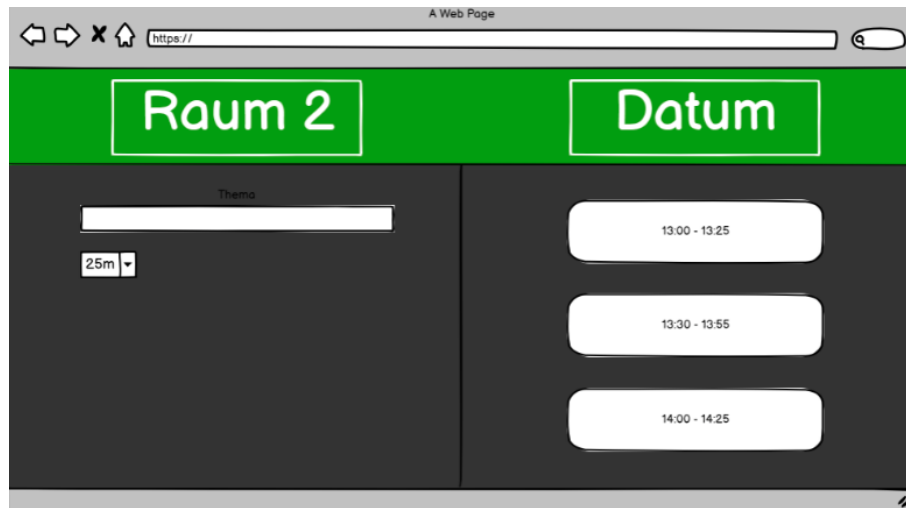 A Web Page
https://
Raum 2
Datum
Thema
25m
13:00 - 13:25
13:30 - 13:55
14:00 - 14:25